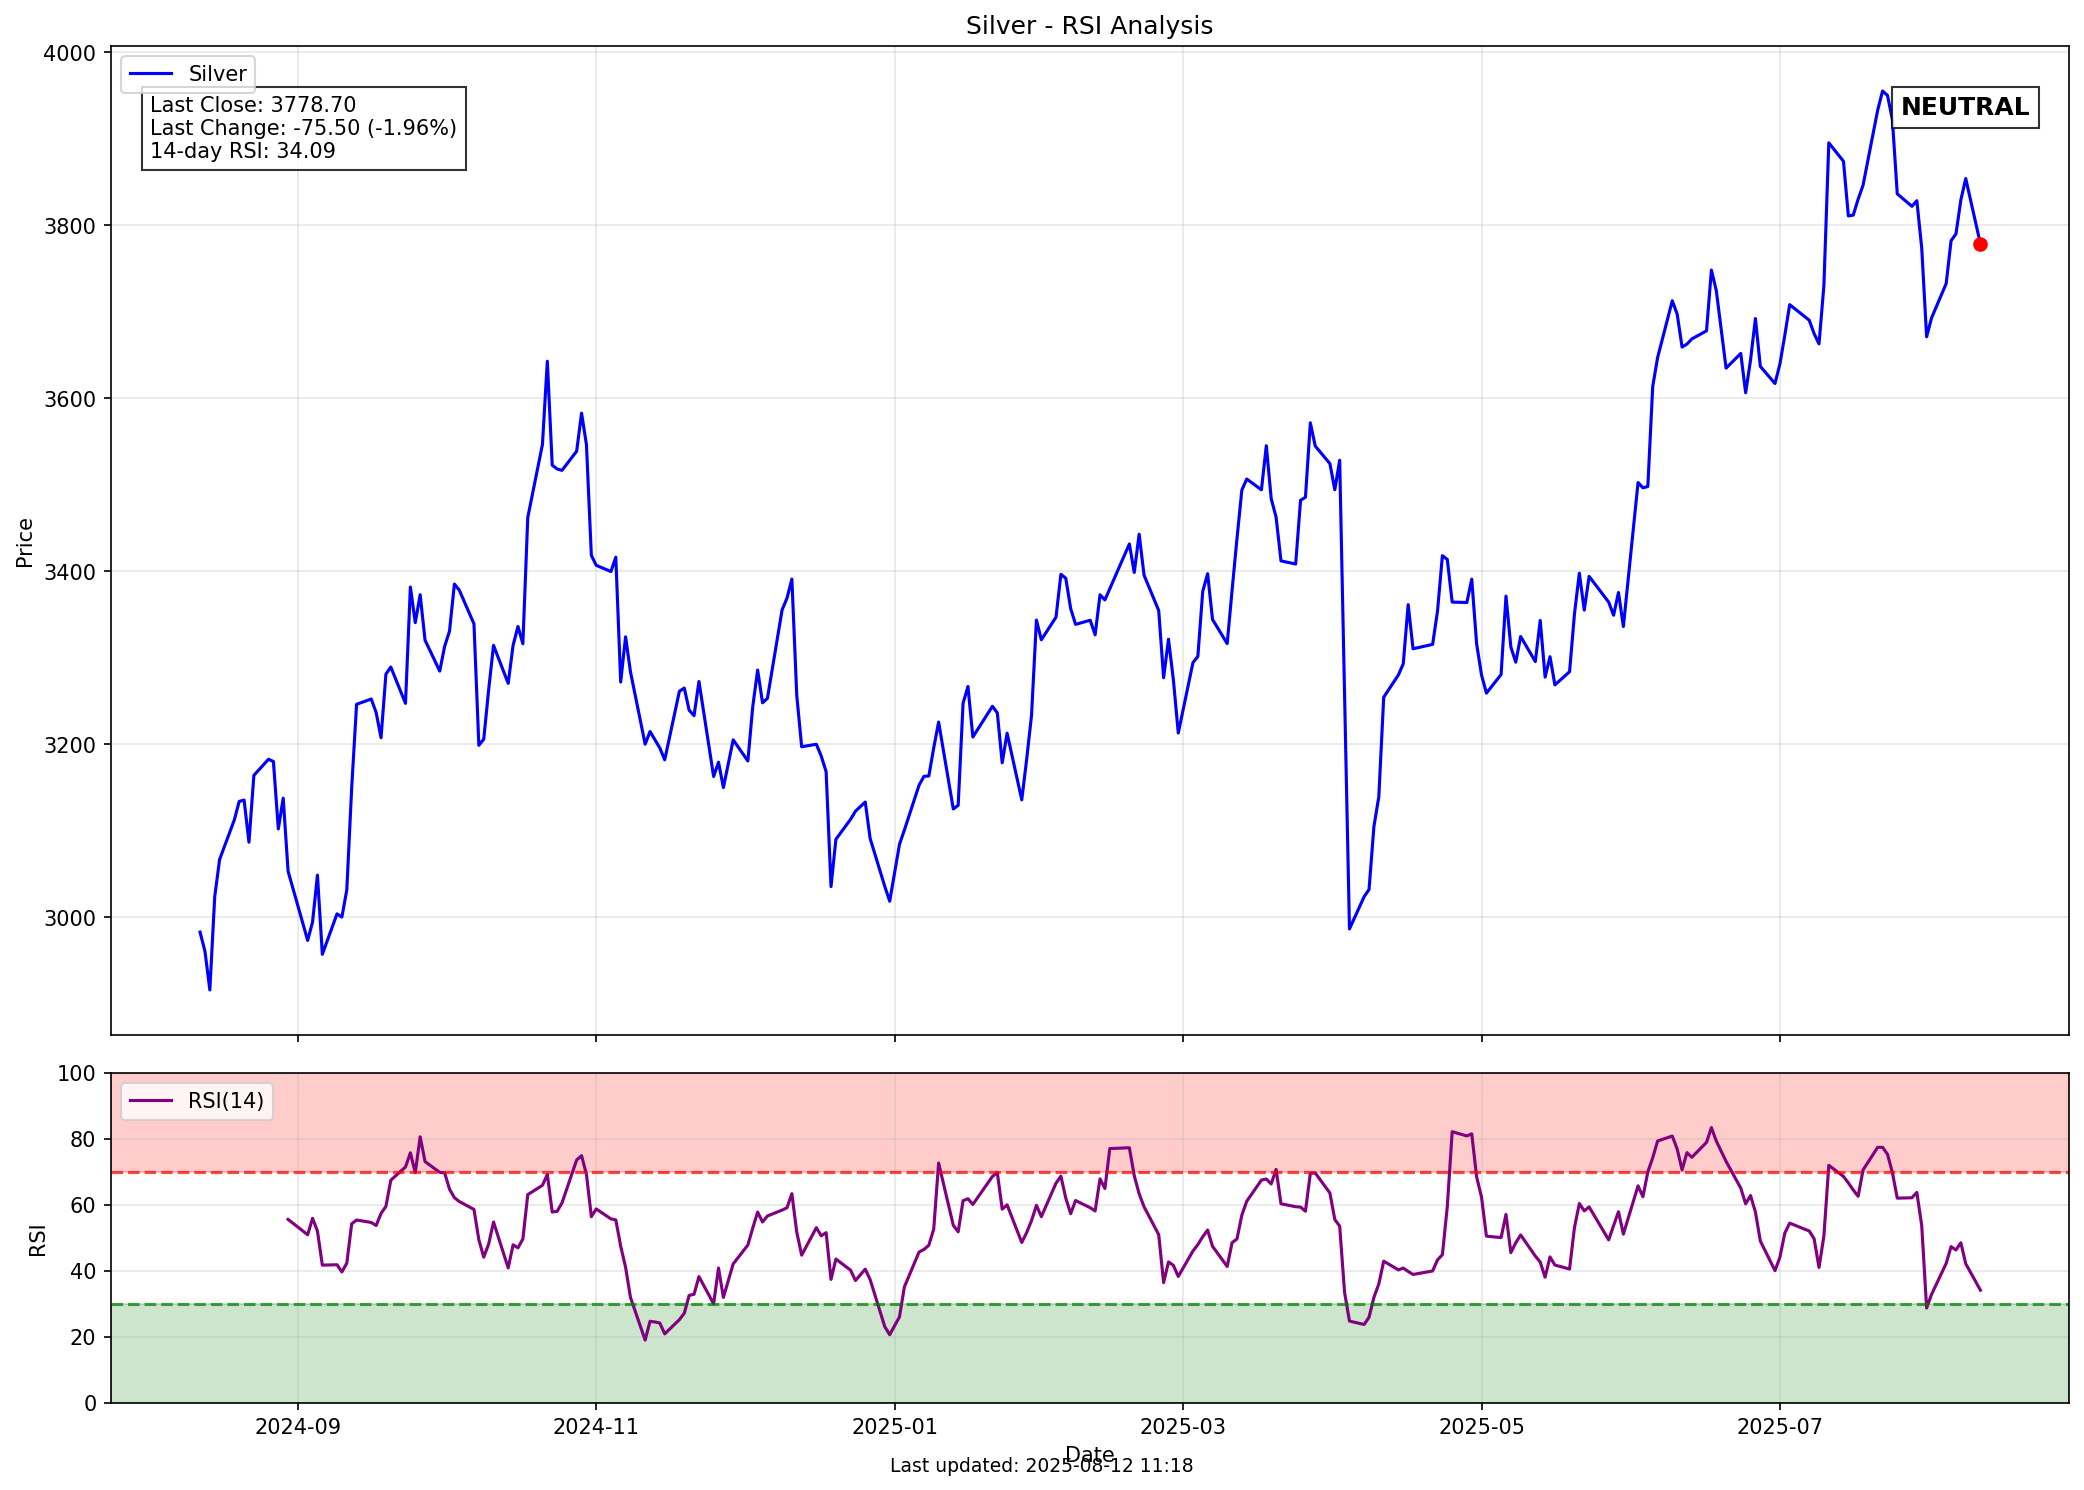 Silver - RSI Analysis
Silver
Last Close: 3778.70
Last Change: -75.50 (-1.96%)
14-day RSI: 34.09
NEUTRAL
4000
3800
3600
3400
3200
3000
Price
RSI(14)
100
80
60
40
20
0
RSI
2024-09
2024-11
2025-01
2025-03
2025-05
2025-07
Date
Last updated: 2025-08-12 11:18